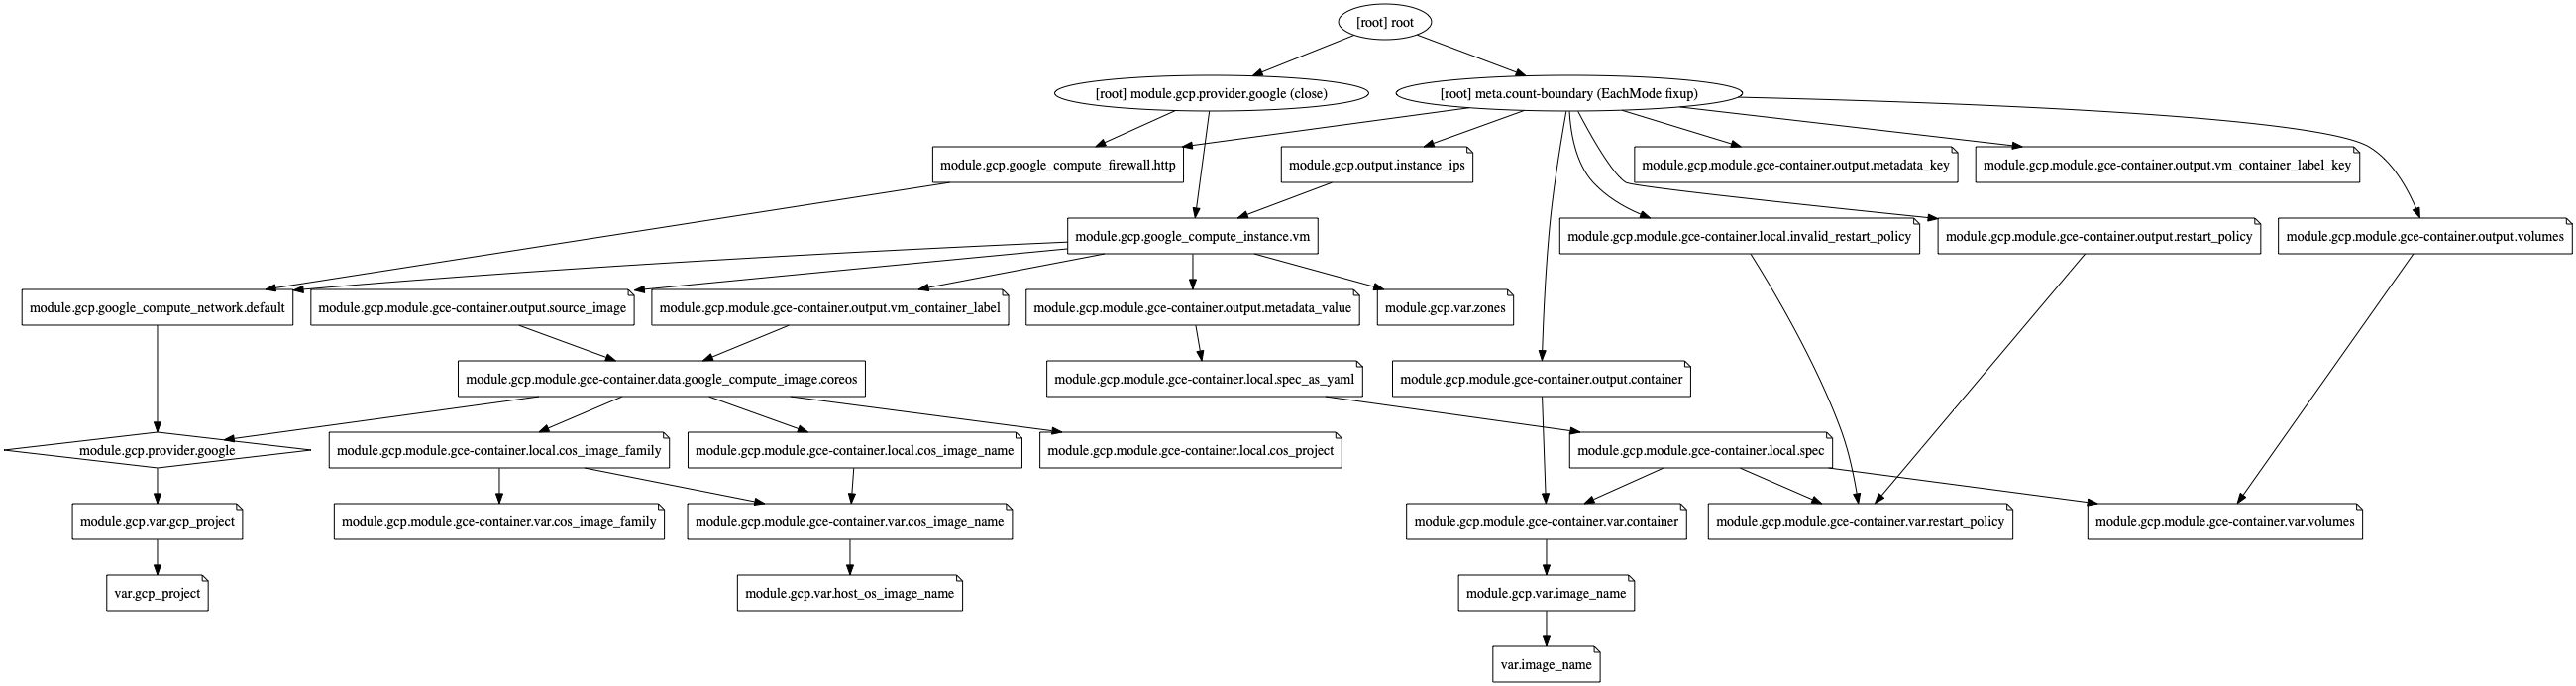 [root] root
[root] module.gcp.provider.google (close)
[root] meta.count-boundary (EachMode fixup)
module.gcp.google_compute_firewall.http
module.gcp.output.instance_ips
module.gcp.module.gce-container.output.metadata_key
module.gcp.module.gce-container.output.vm_container_label_key
module.gcp.google_compute_instance.vm
module.gcp.module.gce-container.local.invalid_restart_policy
module.gcp.module.gce-container.output.restart_policy
module.gcp.module.gce-container.output.volumes
module.gcp.google_compute_network.default
module.gcp.module.gce-container.output.source_image
module.gcp.module.gce-container.output.vm_container_label
module.gcp.module.gce-container.output.metadata_value
module.gcp.var.zones
module.gcp.module.gce-container.data.google_compute_image.coreos
module.gcp.module.gce-container.local.spec_as_yaml
module.gcp.module.gce-container.output.container
module.gcp.provider.google
module.gcp.module.gce-container.local.cos_image_family
module.gcp.module.gce-container.local.cos_image_name
module.gcp.module.gce-container.local.cos_project
module.gcp.module.gce-container.local.spec
module.gcp.var.gcp_project
module.gcp.module.gce-container.var.cos_image_family
module.gcp.module.gce-container.var.cos_image_name
module.gcp.module.gce-container.var.container
module.gcp.module.gce-container.var.restart_policy
module.gcp.module.gce-container.var.volumes
var.gcp_project
module.gcp.var.host_os_image_name
module.gcp.var.image_name
var.image_name